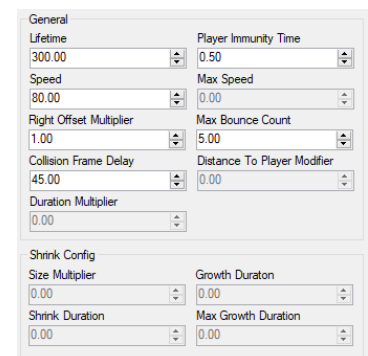 General
Lifetime Player Immunity Time
300.00 0.50
Speed Max Speed
80.00 0.00
Right Offset Multiplier Max Bounce Count
1.00 5.00
Collision Frame Delay Distance To Player Modifier
45.00 0.00
Duration Multiplier
0.00
Shrink Config
Size Multiplier Growth Duraton
0.00 0.00
Shrink Duration Max Growth Duration
0.00 0.00